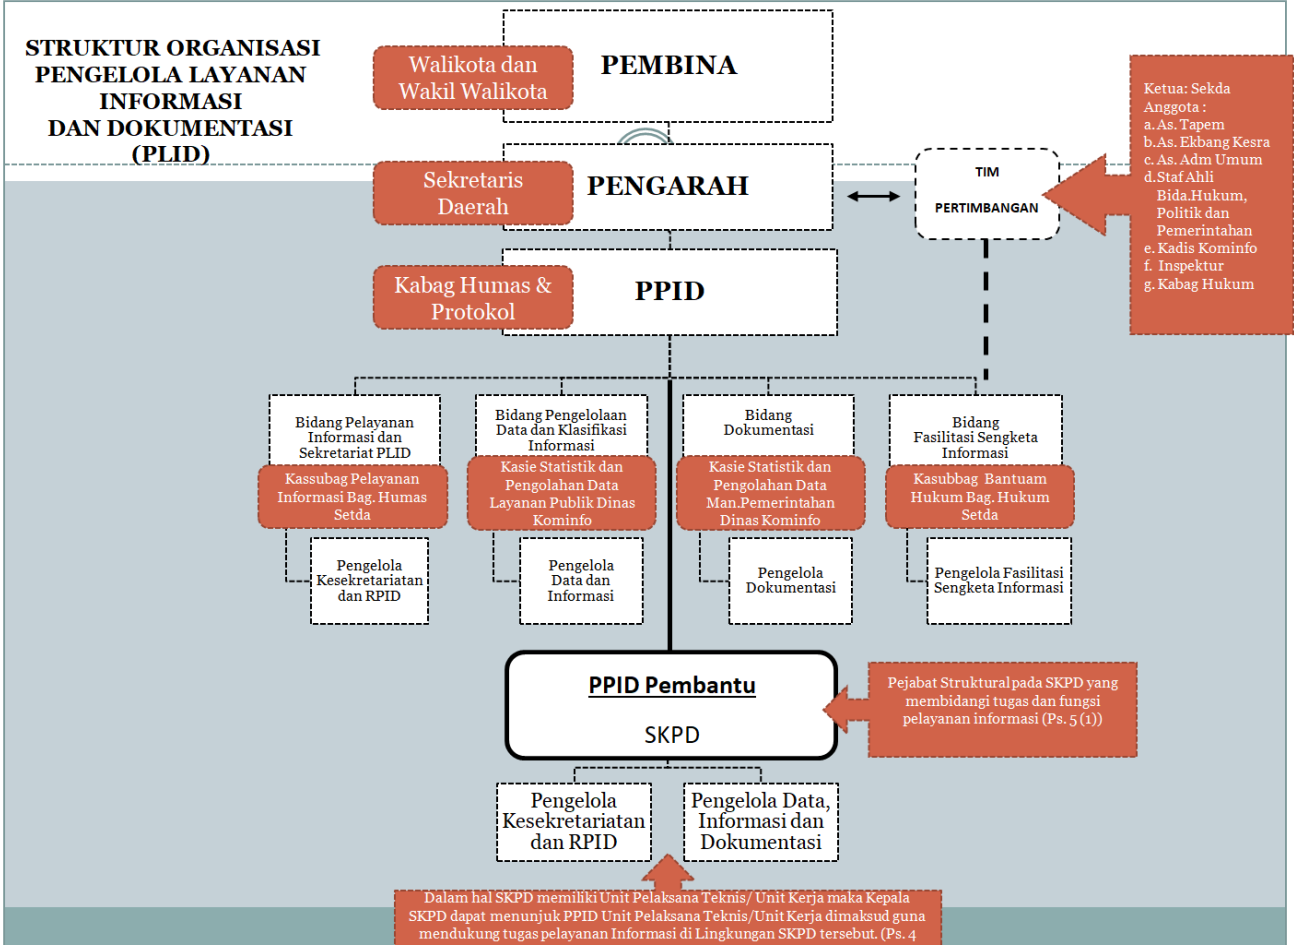 STRUKTUR ORGANISASI
PENGELOLA LAYANAN
INFORMASI
DAN DOKUMENTASI
(PLID)
Walikota dan
Wakil Walikota
PEMBINA
Sekretaris
Daerah
PENGARAH
TIM
PERTIMBANGAN
Ketua: Sekda
Anggota :
a. As. Tapem
b. As. Ekbang Kesra
c. As. Adm Umum
d. Staf Ahli
Bida.Hukum,
Politik dan
Pemerintahan
e. Kadis Kominfo
f. Inspektur
g. Kabag Hukum
Kabag Humas &
Protokol
PPID
Bidang Pelayanan
Informasi dan
Sekretariat PLID
Kassubag Pelayanan
Informasi Bag. Humas
Setda
Pengelola
Kesekretariatan
dan RPID
Bidang Pengelolaan
Data dan Klasifikasi
Informasi
Kasie Statistik dan
Pengolahan Data
Layanan Publik Dinas
Kominfo
Pengelola
Data dan
Informasi
Bidang
Dokumentasi
Kasie Statistik dan
Pengolahan Data
Man.Pemerintahan
Dinas Kominfo
Pengelola
Dokumentasi
Bidang
Fasilitasi Sengketa
Informasi
Kasubbag Bantuam
Hukum Bag. Hukum
Setda
Pengelola Fasilitasi
Sengketa Informasi
PPID Pembantu
SKPD
Pejabat Struktural pada SKPD yang
membidangi tugas dan fungsi
pelayanan informasi (Ps. 5 (1))
Pengelola
Kesekretariatan
dan RPID
Pengelola Data,
Informasi dan
Dokumentasi
Dalam hal SKPD memiliki Unit Pelaksana Teknis/ Unit Kerja maka Kepala
SKPD dapat menunjuk PPID Unit Pelaksana Teknis/Unit Kerja dimaksud guna
mendukung tugas pelayanan Informasi di Lingkungan SKPD tersebut. (Ps. 4